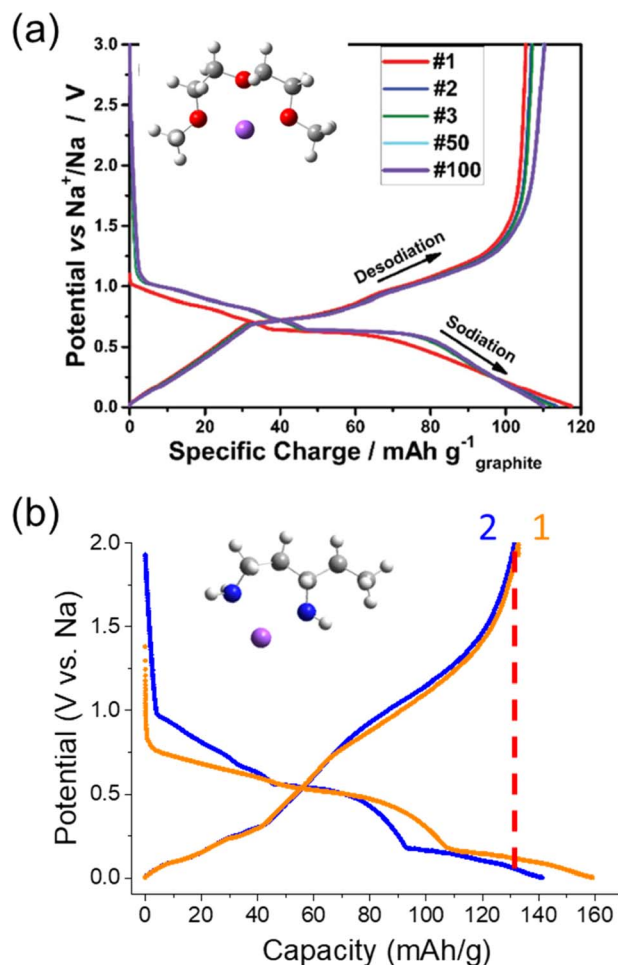 (a)
Potential vs Na+/Na / V
3.0
2.5
2.0
1.5
1.0
0.5
0.0
#1
#2
#3
#50
#100
Desodiation
Sodiation
0 20 40 60 80 100 120
Specific Charge / mAh g-1 graphite
(b)
Potential (V vs. Na)
2.0
1.5
1.0
0.5
0.0
2 1
0 20 40 60 80 100 120 140 160
Capacity (mAh/g)